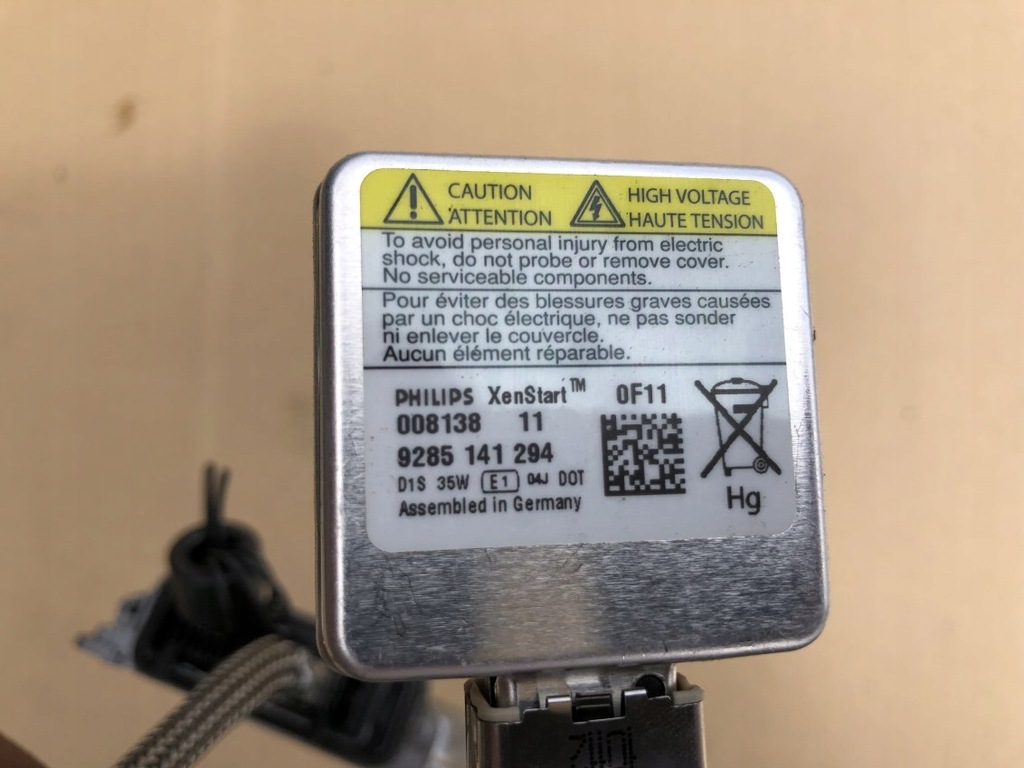 CAUTION
ATTENTION
HIGH VOLTAGE
HAUTE TENSION
To avoid personal injury from electric
shock, do not probe or remove cover.
No serviceable components.
Pour éviter des blessures graves causées
par un choc électrique, ne pas sonder
ni enlever le couvercle.
Aucun élément réparable.
PHILIPS XenStart™ 0F11
008138 11
9285 141 294
D1S 35W E1 04J DOT
Assembled in Germany
Hg